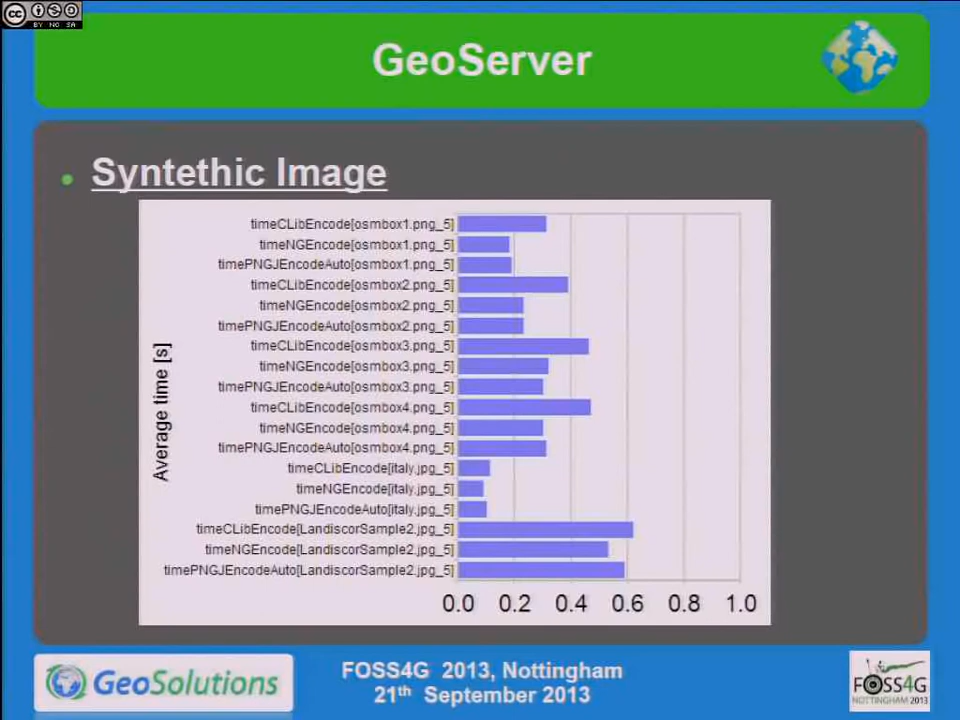 CC BY NC SA
GeoServer
Syntethic Image
timeCLibEncode[osmbox1.png_5]
timeNGEncode[osmbox1.png_5]
timePNGJEncodeAuto[osmbox1.png_5]
timeCLibEncode[osmbox2.png_5]
timeNGEncode[osmbox2.png_5]
timePNGJEncodeAuto[osmbox2.png_5]
timeCLibEncode[osmbox3.png_5]
timeNGEncode[osmbox3.png_5]
timePNGJEncodeAuto[osmbox3.png_5]
timeCLibEncode[osmbox4.png_5]
timeNGEncode[osmbox4.png_5]
timePNGJEncodeAuto[osmbox4.png_5]
timeCLibEncode[italy.jpg_5]
timeNGEncode[italy.jpg_5]
timePNGJEncodeAuto[italy.jpg_5]
timeCLibEncode[LandiscorSample2.jpg_5]
timeNGEncode[LandiscorSample2.jpg_5]
timePNGJEncodeAuto[LandiscorSample2.jpg_5]
Average time [s]
0.0 0.2 0.4 0.6 0.8 1.0
GeoSolutions
FOSS4G 2013, Nottingham
21th September 2013
FOSS4G
NOTTINGHAM 2013